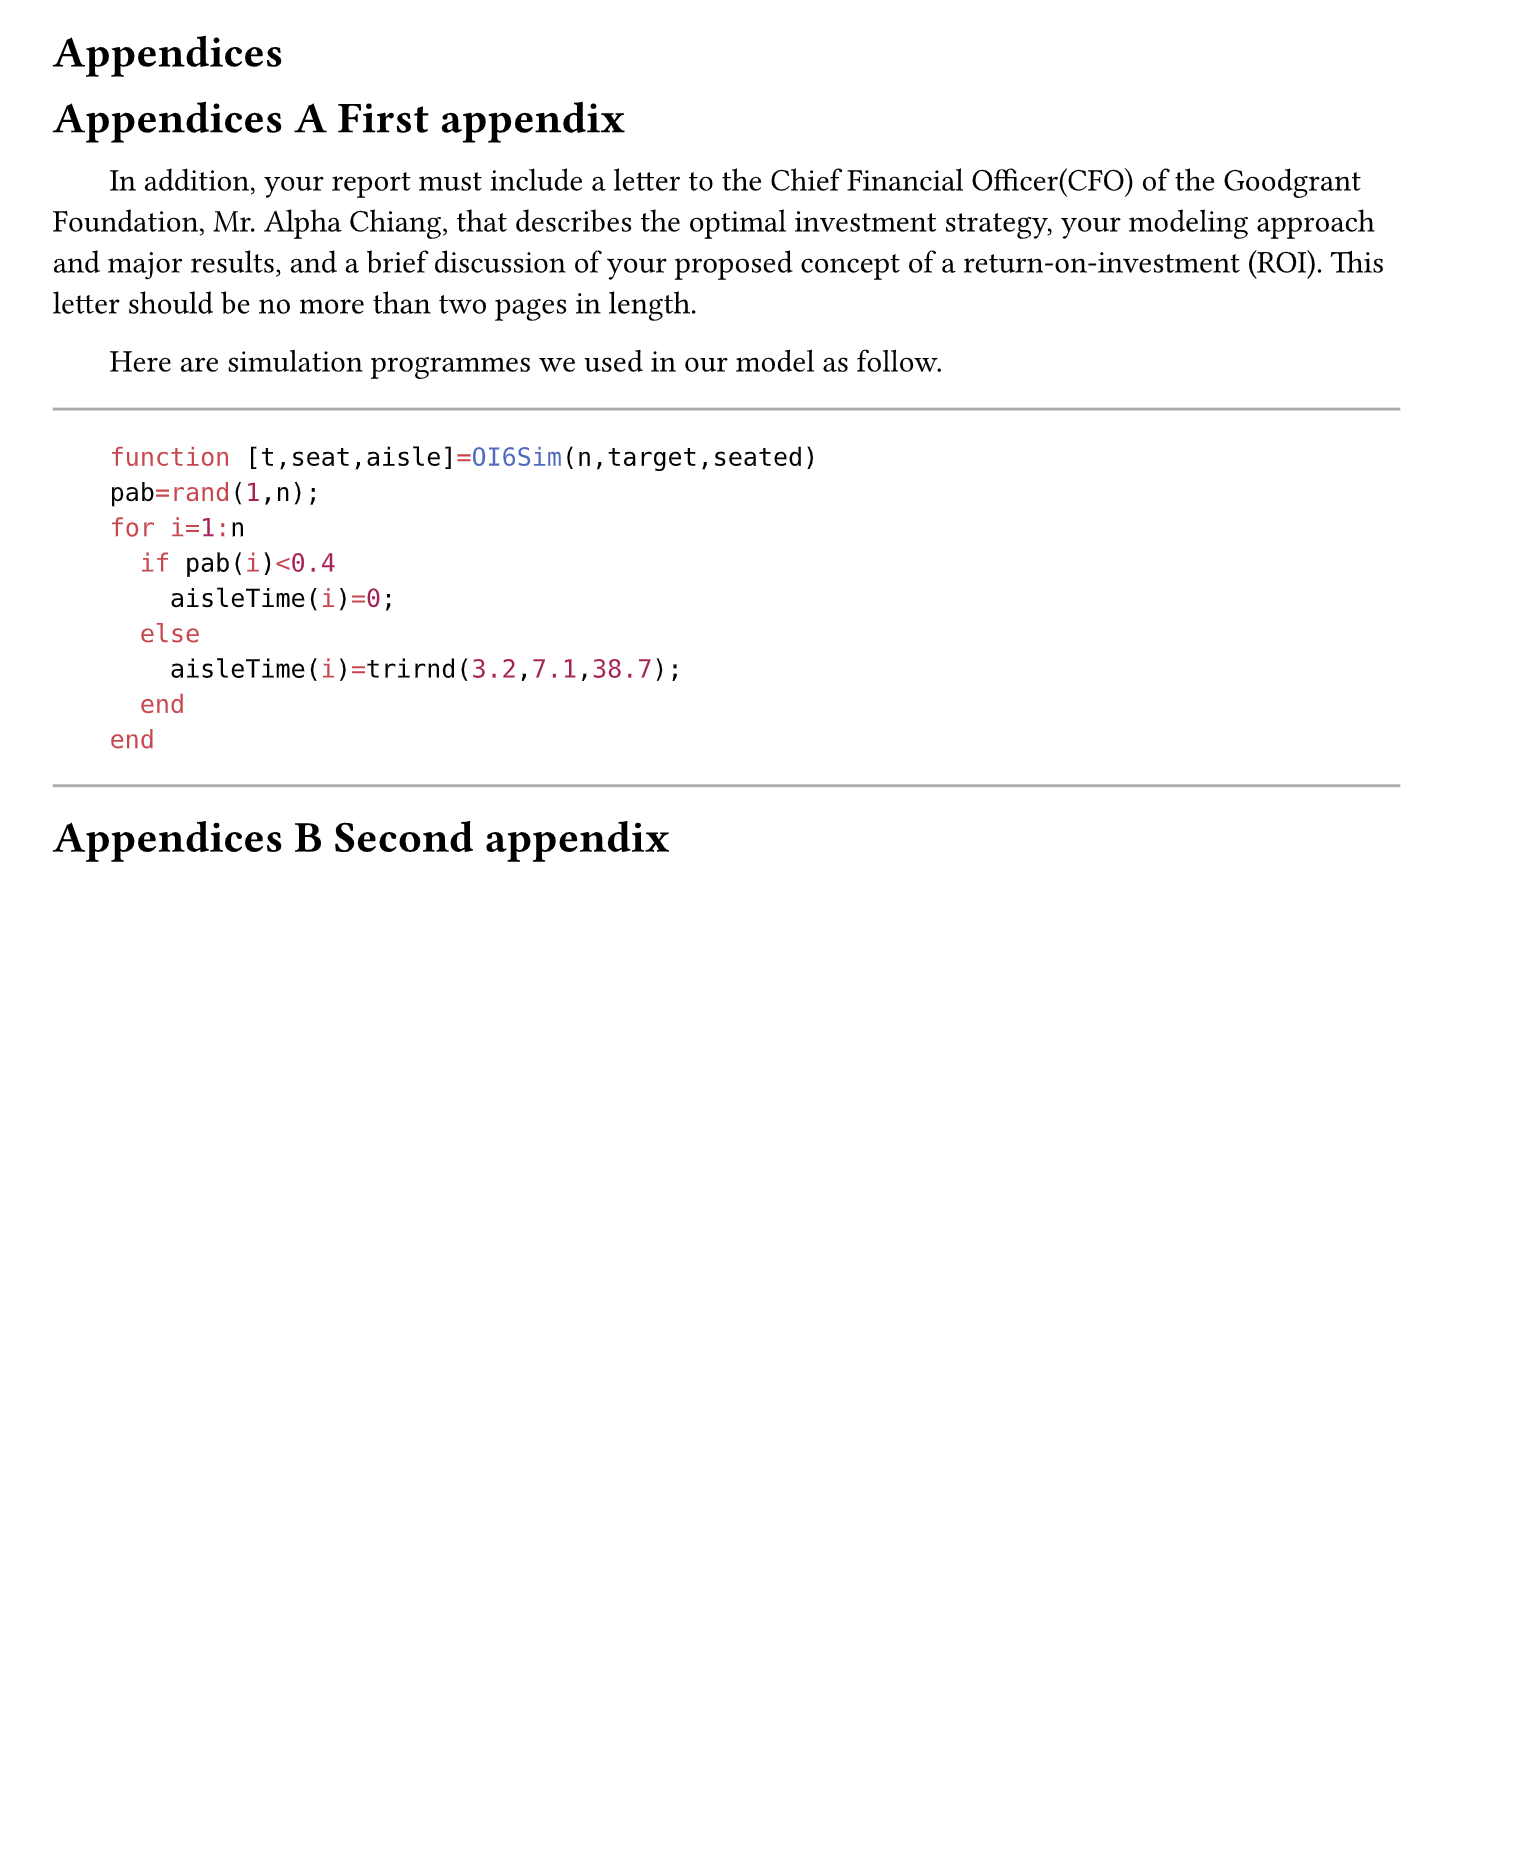 Appendices
Appendices A First appendix
In addition, your report must include a letter to the Chief Financial Officer(CFO) of the Goodgrant
Foundation, Mr. Alpha Chiang, that describes the optimal investment strategy, your modeling approach
and major results, and a brief discussion of your proposed concept of a return-on-investment (ROI). This
letter should be no more than two pages in length.
Here are simulation programmes we used in our model as follow.
function [t,seat,aisle]=OI6Sim(n,target,seated)
pab=rand(1,n);
for i=1:n
  if pab(i)<0.4
    aisleTime(i)=0;
  else
    aisleTime(i)=trirnd(3.2,7.1,38.7);
  end
end
Appendices B Second appendix